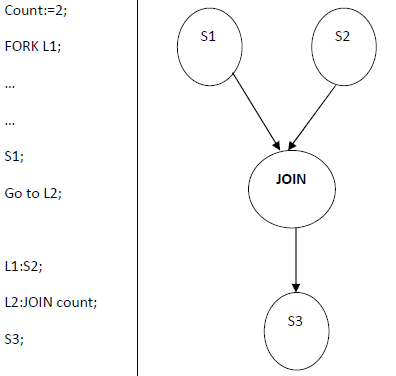 Count:=2;
FORK L1;
...
...
S1;
Go to L2;
L1:S2;
L2:JOIN count;
S3;
S1
S2
JOIN
S3